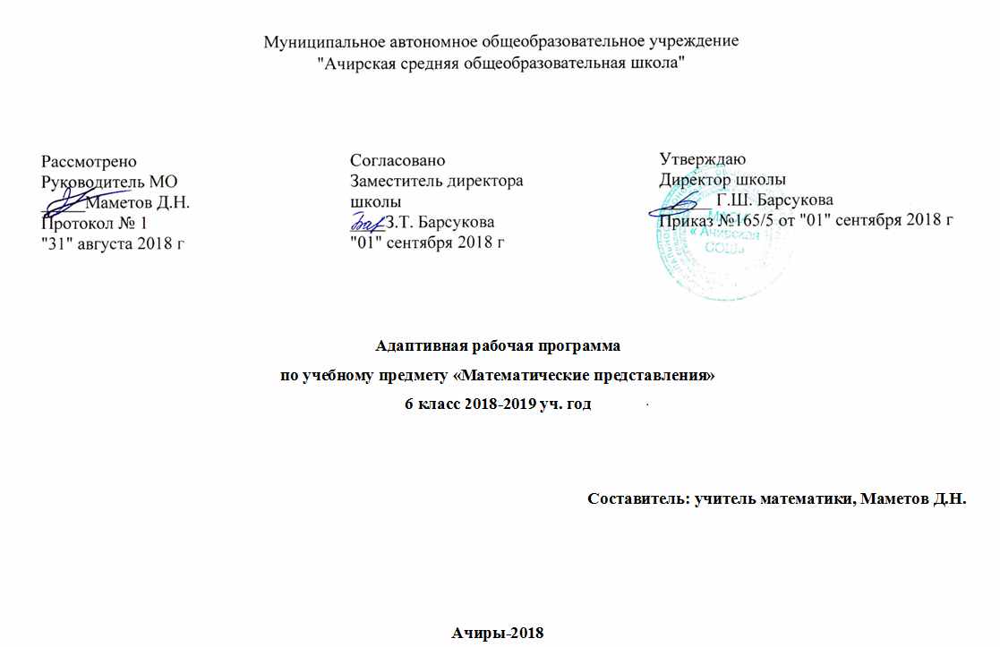 Муниципальное автономное общеобразовательное учреждение
"Ачирская средняя общеобразовательная школа"
Рассмотрено
Руководитель МО
_____Маметов Д.Н.
Протокол № 1
"31" августа 2018 г
Согласовано
Заместитель директора
школы
____З.Т. Барсукова
"01" сентября 2018 г
Утверждаю
Директор школы
______ Г.Ш. Барсукова
Приказ №165/5 от "01" сентября 2018 г
МАОУ
« Ачирская
СОШ»
Адаптивная рабочая программа
по учебному предмету «Математические представления»
6 класс 2018-2019 уч. год
Составитель: учитель математики, Маметов Д.Н.
Ачиры-2018